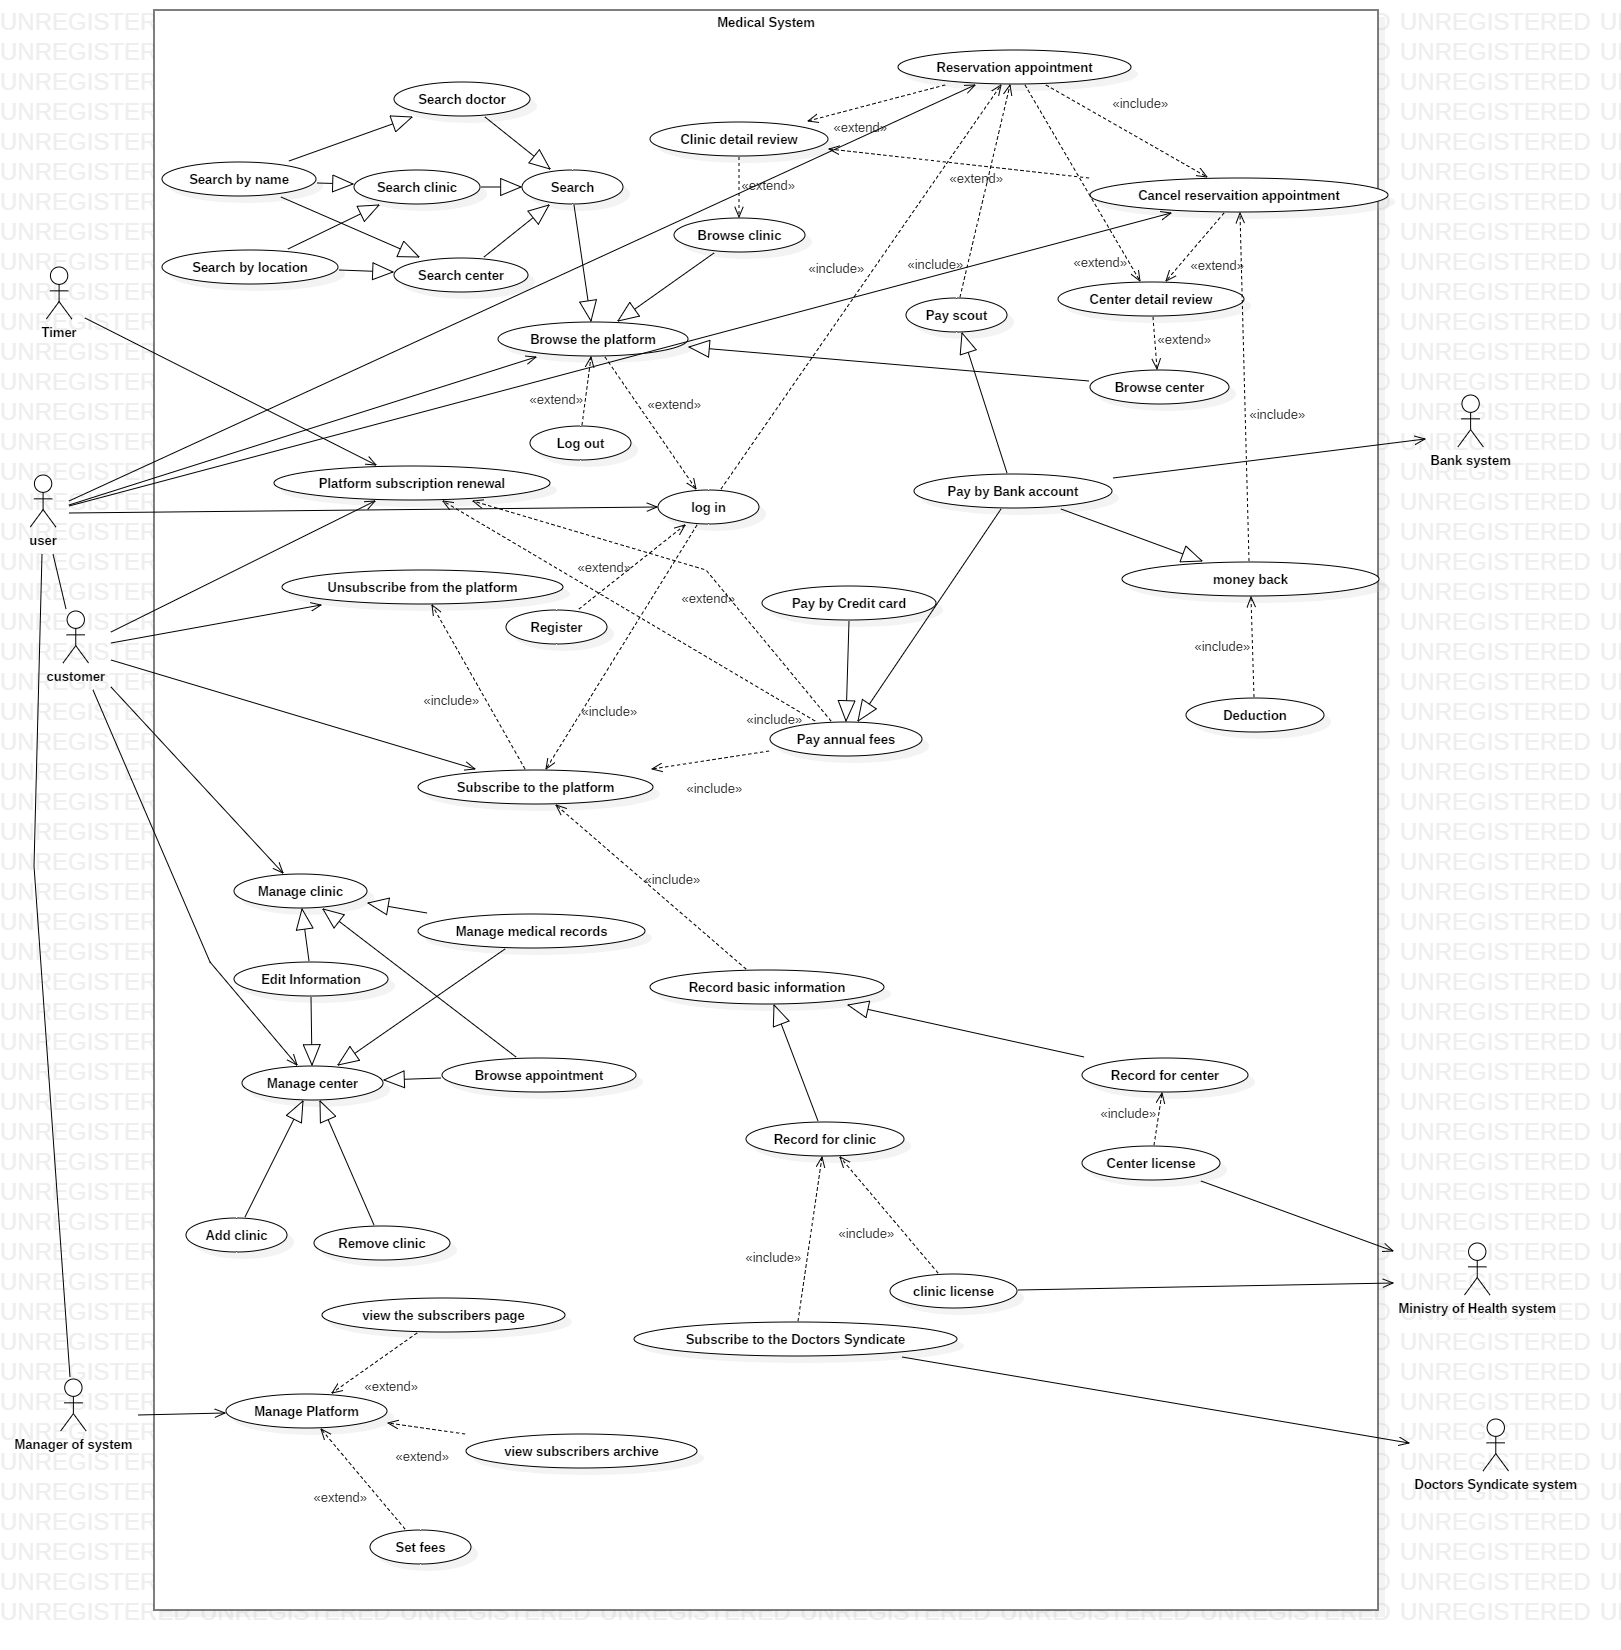 Medical System
Reservation appointment
Search doctor
«include»
Clinic detail review
«extend»
Search by name
Search clinic
Search
«extend»
«extend»
Cancel reservaition appointment
Browse clinic
Search by location
Search center
«include»
«include»
«extend»
«extend»
Center detail review
Pay scout
Timer
Browse the platform
«extend»
Browse center
«extend»
«extend»
«include»
Log out
Bank system
Platform subscription renewal
Pay by Bank account
log in
user
«extend»
money back
Unsubscribe from the platform
«extend»
Pay by Credit card
Register
«include»
customer
«include»
«include»
«include»
Deduction
Pay annual fees
Subscribe to the platform
«include»
«include»
Manage clinic
Manage medical records
Edit Information
Record basic information
Manage center
Browse appointment
Record for center
«include»
Record for clinic
Center license
Add clinic
Remove clinic
«include»
«include»
clinic license
Ministry of Health system
view the subscribers page
Subscribe to the Doctors Syndicate
«extend»
Manage Platform
Manager of system
view subscribers archive
«extend»
Doctors Syndicate system
«extend»
Set fees
UNREGISTERED